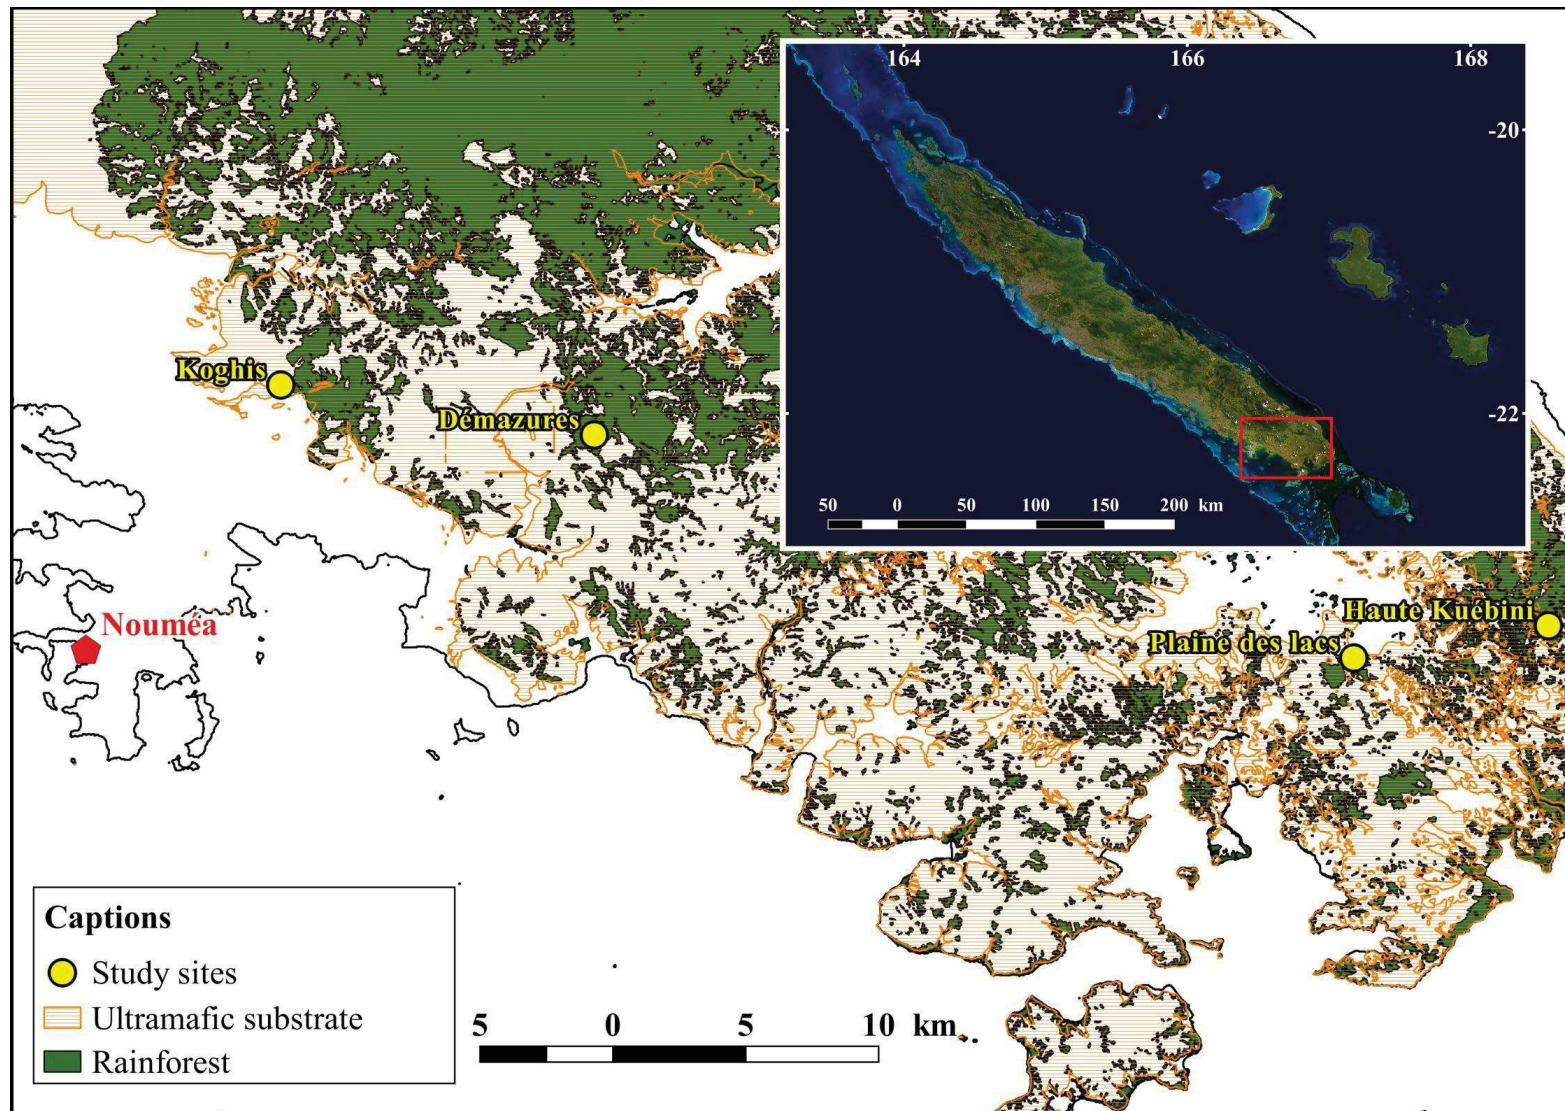 164 166 168
-20
-22
50 0 50 100 150 200 km
Koghis
Démazures
Nouméa
Haute Kuébini
Plaine des lacs
Captions
Study sites
Ultramafic substrate
Rainforest
5 0 5 10 km